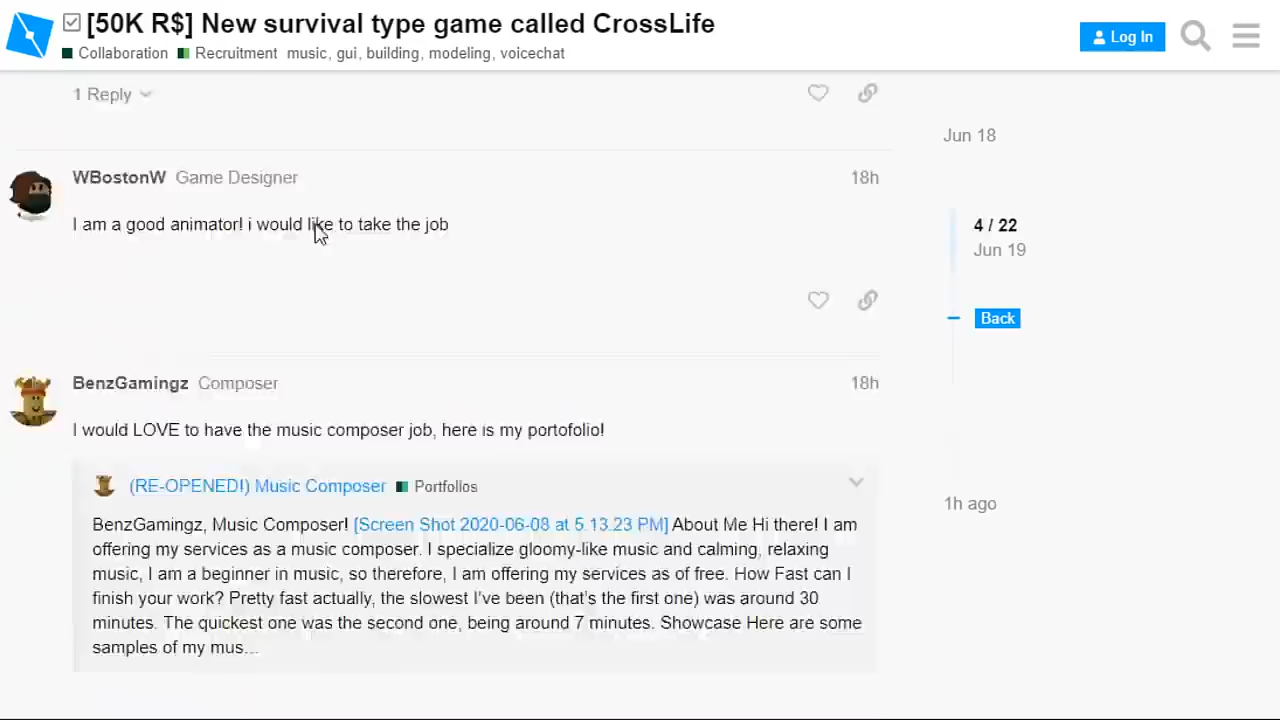 [50K R$] New survival type game called CrossLife
Log In
Collaboration Recruitment music, gui, building, modeling, voicechat
1 Reply
Jun 18
WBostonW Game Designer 18h
I am a good animator! i would like to take the job
4 / 22
Jun 19
Back
BenzGamingz Composer 18h
I would LOVE to have the music composer job, here is my portofolio!
(RE-OPENED!) Music Composer Portfolios
1h ago
BenzGamingz, Music Composer! [Screen Shot 2020-06-08 at 5.13.23 PM] About Me Hi there! I am
offering my services as a music composer. I specialize gloomy-like music and calming, relaxing
music, I am a beginner in music, so therefore, I am offering my services as of free. How Fast can I
finish your work? Pretty fast actually, the slowest I've been (that's the first one) was around 30
minutes. The quickest one was the second one, being around 7 minutes. Showcase Here are some
samples of my mus...